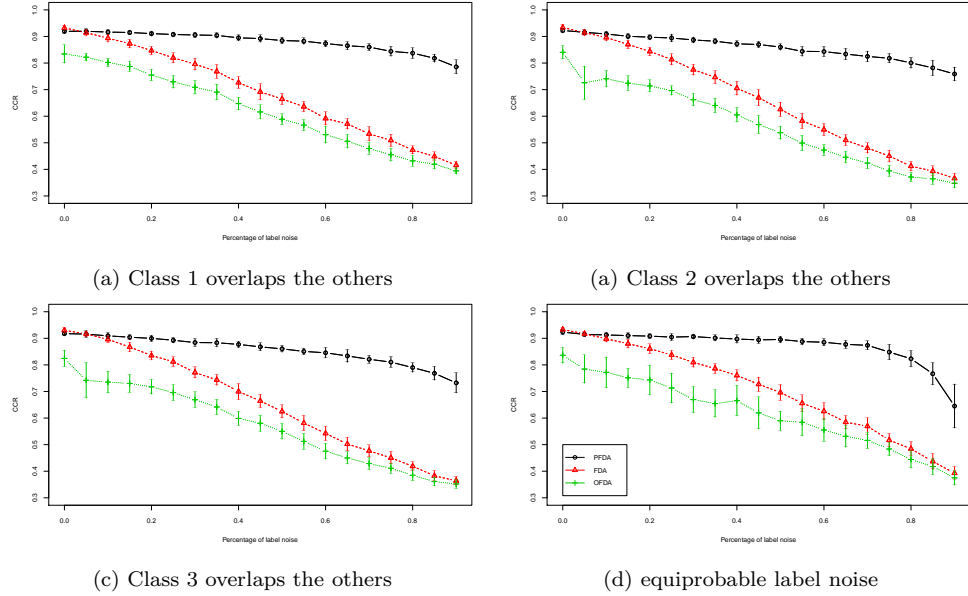 1.0
0.9
0.8
0.7
0.6
0.5
0.4
0.3
CCR
0.0 0.2 0.4 0.6 0.8
Percentage of label noise
(a) Class 1 overlaps the others
1.0
0.9
0.8
0.7
0.6
0.5
0.4
0.3
CCR
0.0 0.2 0.4 0.6 0.8
Percentage of label noise
(a) Class 2 overlaps the others
1.0
0.9
0.8
0.7
0.6
0.5
0.4
0.3
CCR
0.0 0.2 0.4 0.6 0.8
Percentage of label noise
(c) Class 3 overlaps the others
1.0
0.9
0.8
0.7
0.6
0.5
0.4
0.3
CCR
PFDA
FDA
OFDA
0.0 0.2 0.4 0.6 0.8
Percentage of label noise
(d) equiprobable label noise